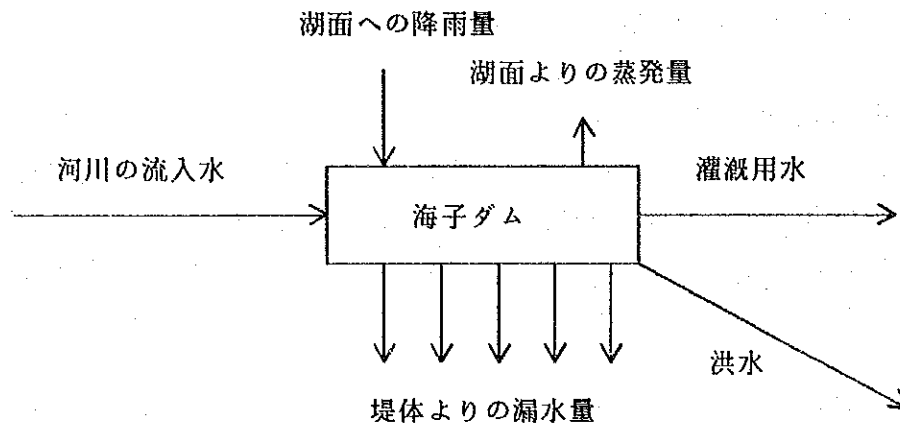 湖面への降雨量
湖面よりの蒸発量
河川の流入水
灌漑用水
海子ダム
洪水
堤体よりの漏水量